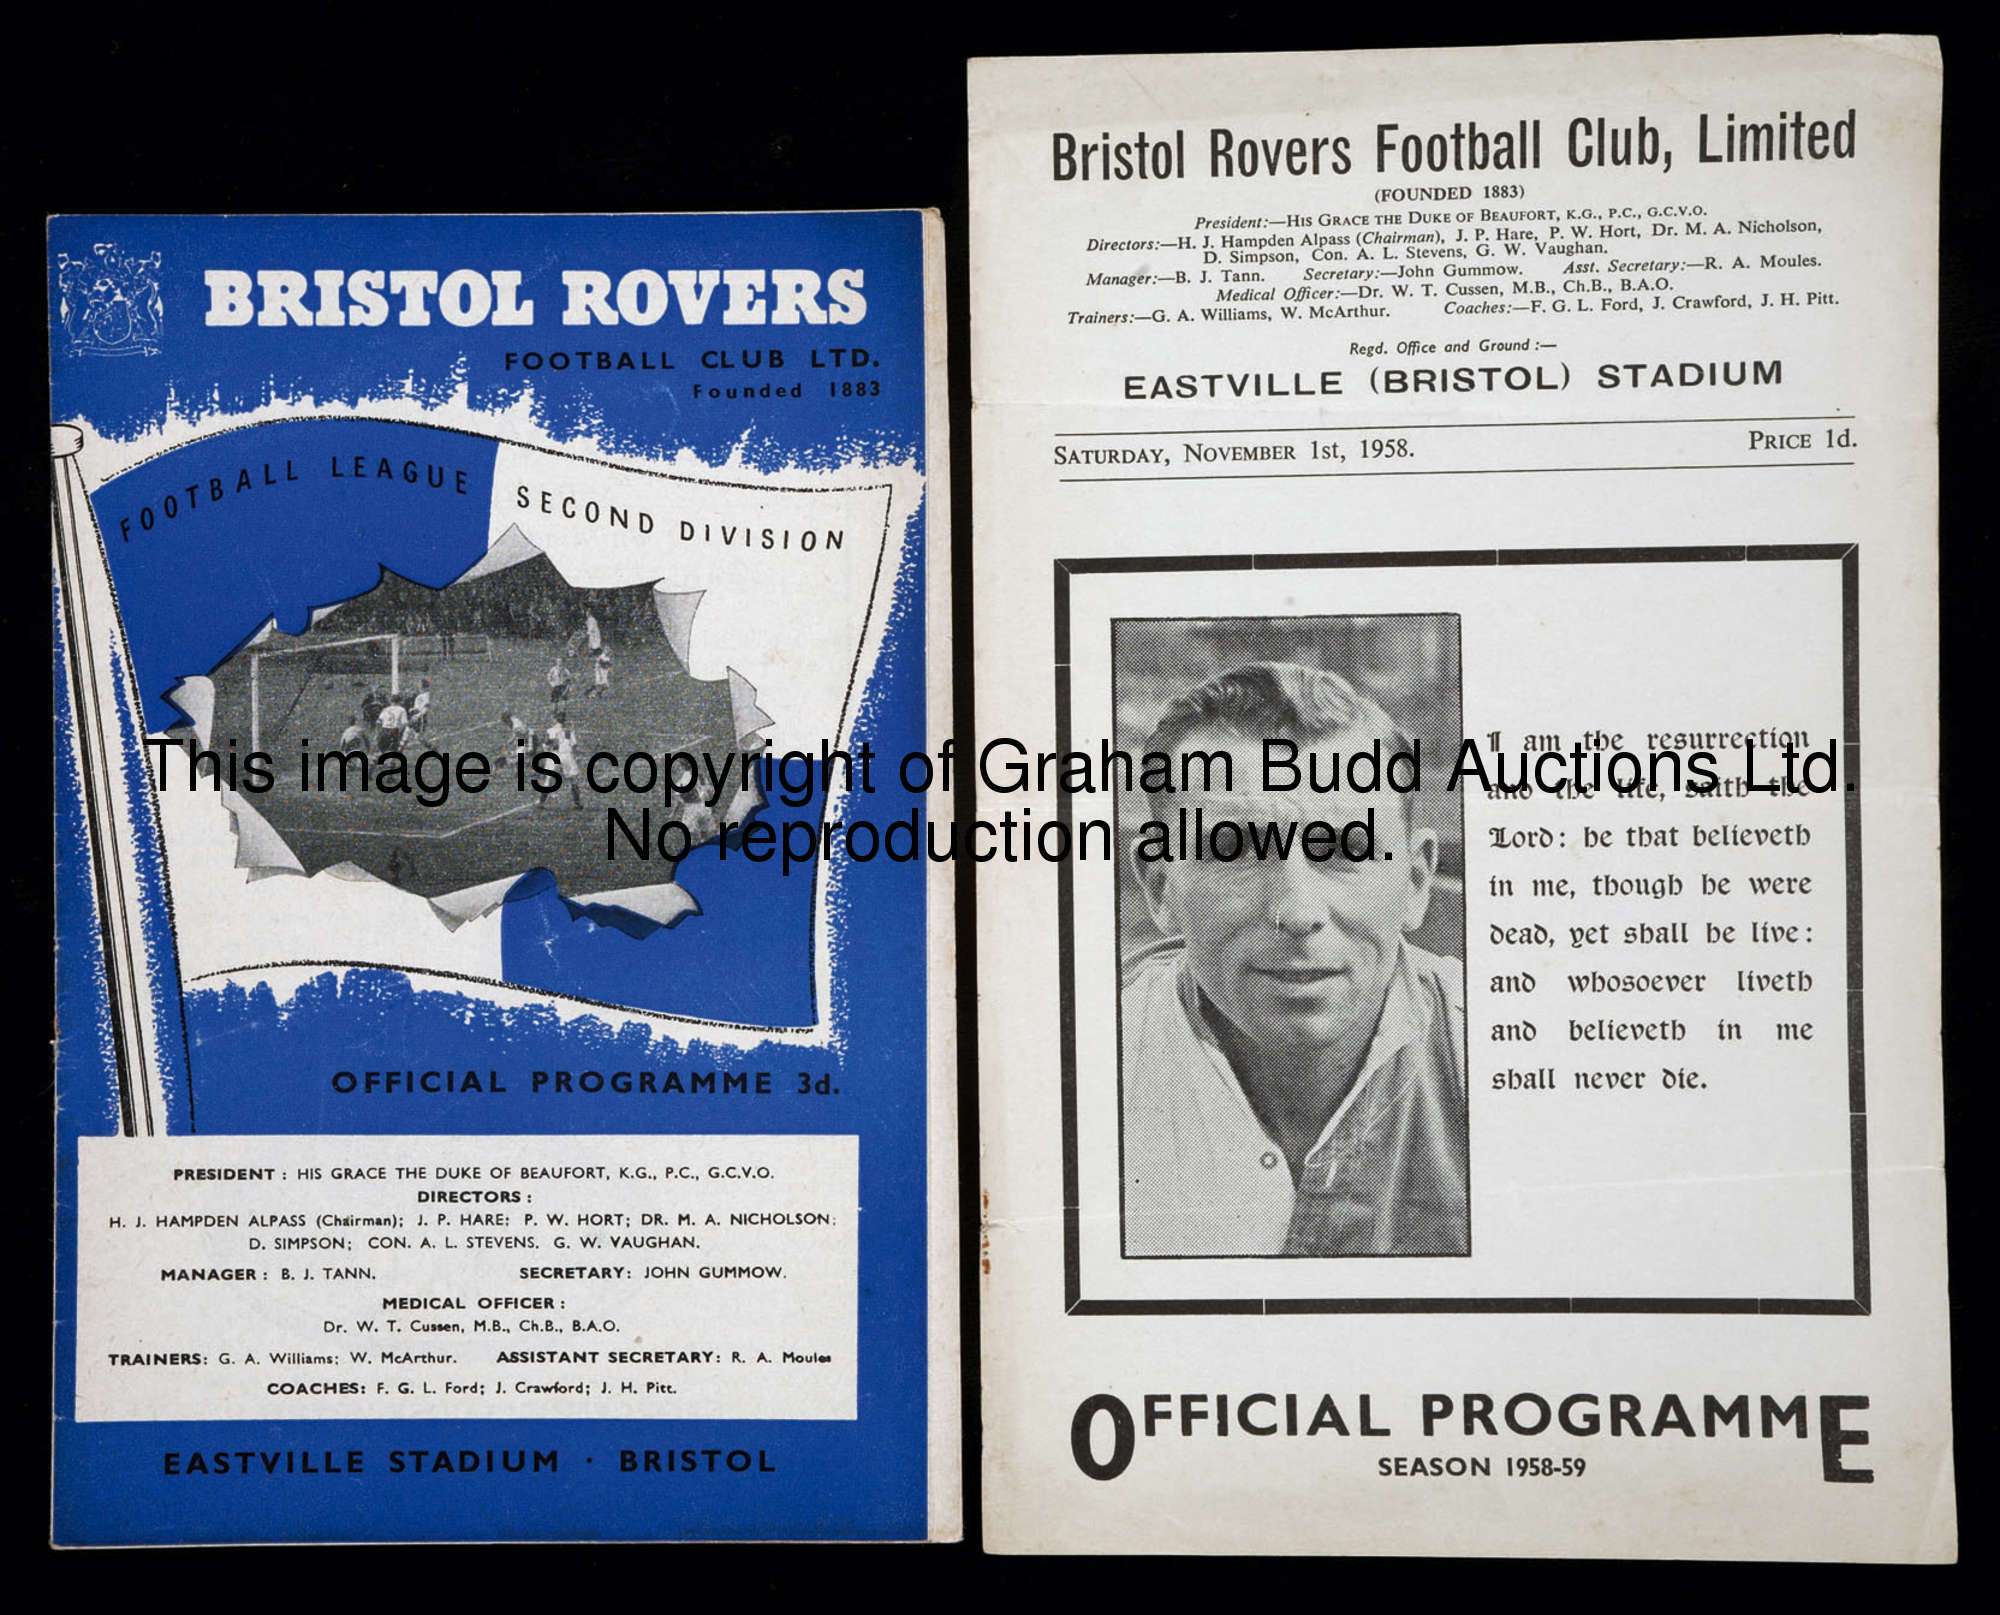 BRISTOL ROVERS
FOOTBALL CLUB LTD.
Founded 1883
FOOTBALL LEAGUE SECOND DIVISION
OFFICIAL PROGRAMME 3d.
PRESIDENT : HIS GRACE THE DUKE OF BEAUFORT, K.G., P.C., G.C.V.O.
DIRECTORS :
H. J. HAMPDEN ALPASS (Chairman); J. P. HARE; P. W. HORT; DR. M. A. NICHOLSON;
D. SIMPSON; CON. A. L. STEVENS. G. W. VAUGHAN.
MANAGER : B. J. TANN. SECRETARY: JOHN GUMMOW.
MEDICAL OFFICER :
Dr. W. T. Cussen, M.B., Ch.B., B.A.O.
TRAINERS: G. A. Williams; W. McArthur. ASSISTANT SECRETARY: R. A. Moules
COACHES: F. G. L. Ford; J. Crawford; J. H. Pitt.
EASTVILLE STADIUM · BRISTOL
Bristol Rovers Football Club, Limited
(FOUNDED 1883)
President:—HIS GRACE THE DUKE OF BEAUFORT, K.G., P.C., G.C.V.O.
Directors:—H. J. Hampden Alpass (Chairman), J. P. Hare, P. W. Hort, Dr. M. A. Nicholson,
D. Simpson, Con. A. L. Stevens, G. W. Vaughan.
Manager:—B. J. Tann. Secretary:—John Gummow. Asst. Secretary:—R. A. Moules.
Medical Officer:—Dr. W. T. Cussen, M.B., Ch.B., B.A.O.
Trainers:—G. A. Williams, W. McArthur. Coaches:—F. G. L. Ford, J. Crawford, J. H. Pitt.
Regd. Office and Ground :—
EASTVILLE (BRISTOL) STADIUM
SATURDAY, NOVEMBER 1st, 1958. PRICE 1d.
I am the resurrection
and the life, saith the
Lord: he that believeth
in me, though he were
dead, yet shall he live:
and whosoever liveth
and believeth in me
shall never die.
OFFICIAL PROGRAMME
SEASON 1958-59
This image is copyright of Graham Budd Auctions Ltd.
No reproduction allowed.